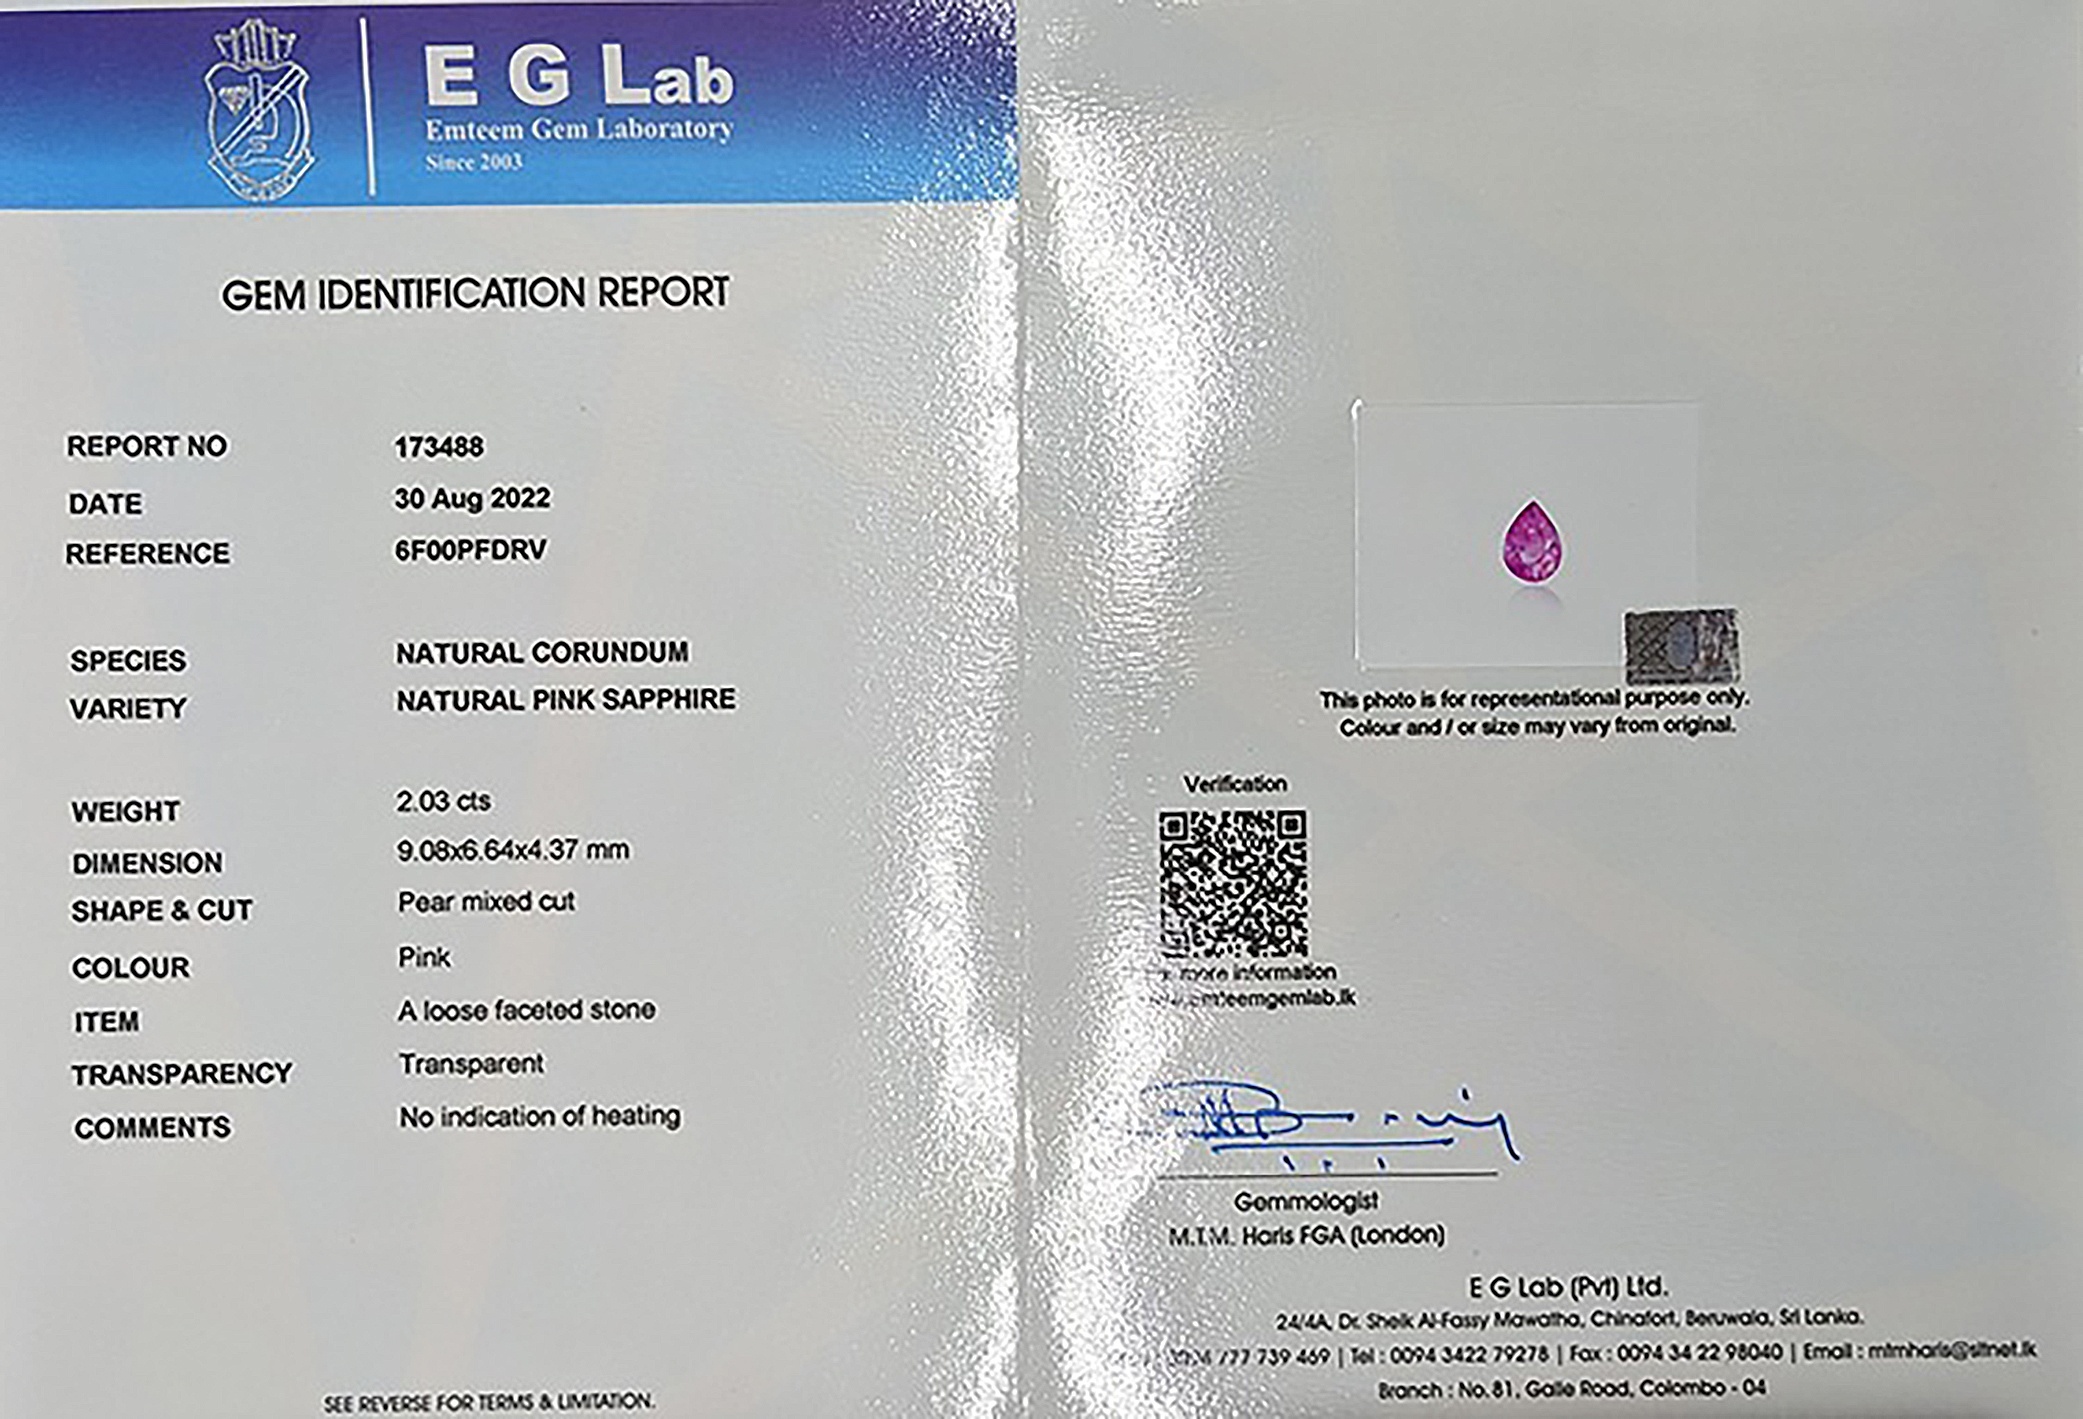 E G Lab
Emteem Gem Laboratory
Since 2003
GEM IDENTIFICATION REPORT
REPORT NO 173488
DATE 30 Aug 2022
REFERENCE 6F00PFDRV
SPECIES NATURAL CORUNDUM
VARIETY NATURAL PINK SAPPHIRE
WEIGHT 2.03 cts
DIMENSION 9.08x6.64x4.37 mm
SHAPE & CUT Pear mixed cut
COLOUR Pink
ITEM A loose faceted stone
TRANSPARENCY Transparent
COMMENTS No indication of heating
SEE REVERSE FOR TERMS & LIMITATION.
This photo is for representational purpose only.
Colour and / or size may vary from original.
Verification
more information
emteemgemlab.lk
Gemmologist
M.T.M. Haris FGA (London)
E G Lab (Pvt) Ltd.
24/4A, Dr. Sheik Al-Fassy Mawatha, Chinafort, Beruwala, Sri Lanka.
777 739 469 | Tel : 0094 3422 79278 | Fax : 0094 34 22 98040 | Email : mtmharis@sltnet.lk
Branch : No.81, Galle Road, Colombo - 04